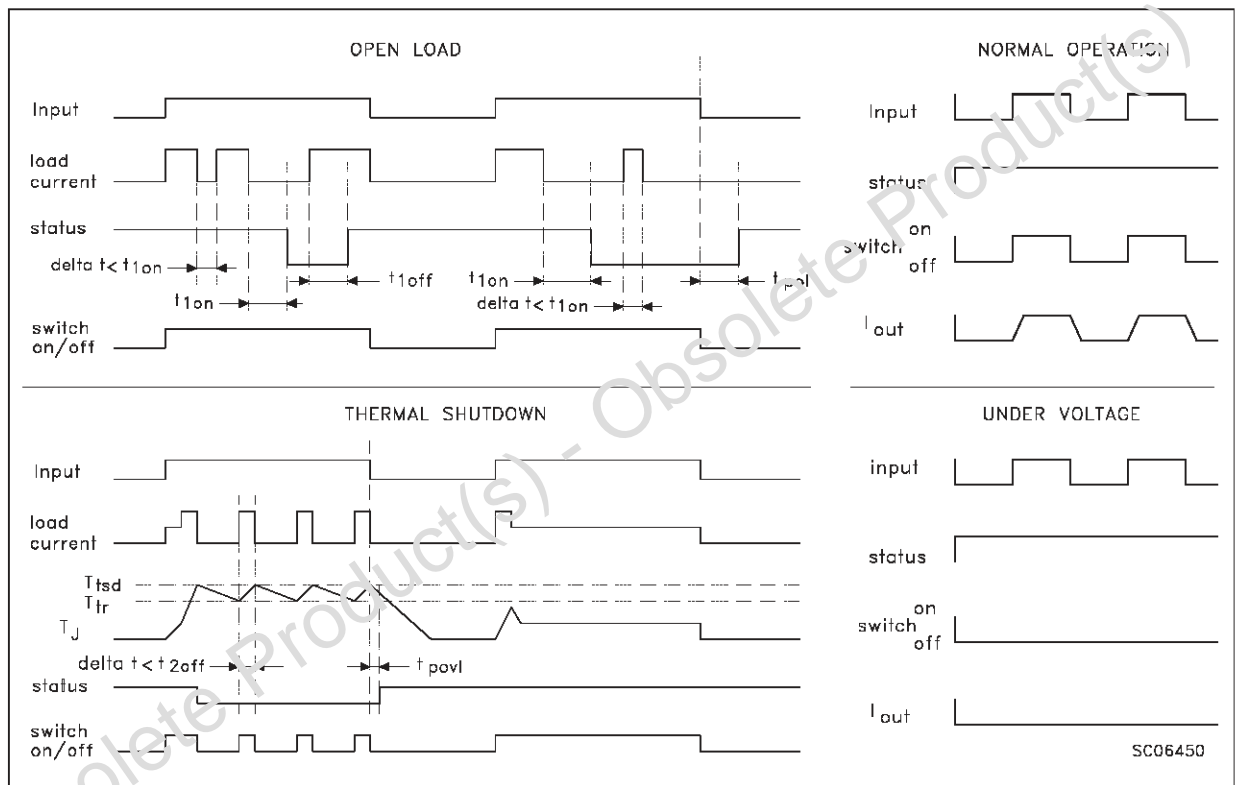 OPEN LOAD
Input
load
current
status
delta t< t1on
t1on
t1off
t1on
delta t< t1on
tpol
switch
on/off
NORMAL OPERATION
Input
status
switch on
off
Iout
THERMAL SHUTDOWN
Input
load
current
Ttsd
Ttr
TJ
delta t< t2off
tpovl
status
switch
on/off
UNDER VOLTAGE
input
status
switch on
off
Iout
SC06450
Obsolete Product(s) - Obsolete Product(s)